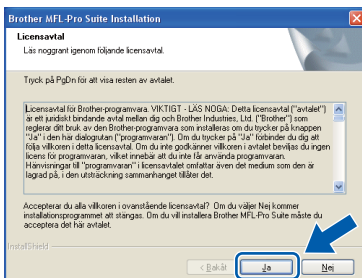 Brother MFL-Pro Suite Installation
Licensavtal
Läs noggrant igenom följande licensavtal.
Tryck på PgDn för att visa resten av avtalet.
Licensavtal för Brother-programvara. VIKTIGT - LÄS NOGA: Detta licensavtal ("avtalet")
är ett juridiskt bindande avtal mellan dig och Brother Industries, Ltd. ("Brother") som
reglerar ditt bruk av den Brother-programvara som installeras om du trycker på knappen
"Ja" i den här dialogrutan ("programvaran"). Om du trycker på "Ja" förbinder du dig att
följa villkoren i detta licensavtal. Om du inte godkänner villkoren i avtalet beviljas du ingen
licens för programvaran, vilket innebär att du inte får använda programvaran.
Hänvisningar till "programvaran" i licensavtalet omfattar även det medium som den är
lagrad på, i den utsträckning sammanhanget tillåter det.
Accepterar du alla villkoren i ovanstående licensavtal? Om du väljer Nej kommer
installationsprogrammet att stängas. Om du vill installera Brother MFL-Pro Suite måste du
acceptera det här avtalet.
InstallShield
< Bakåt
Ja
Nej